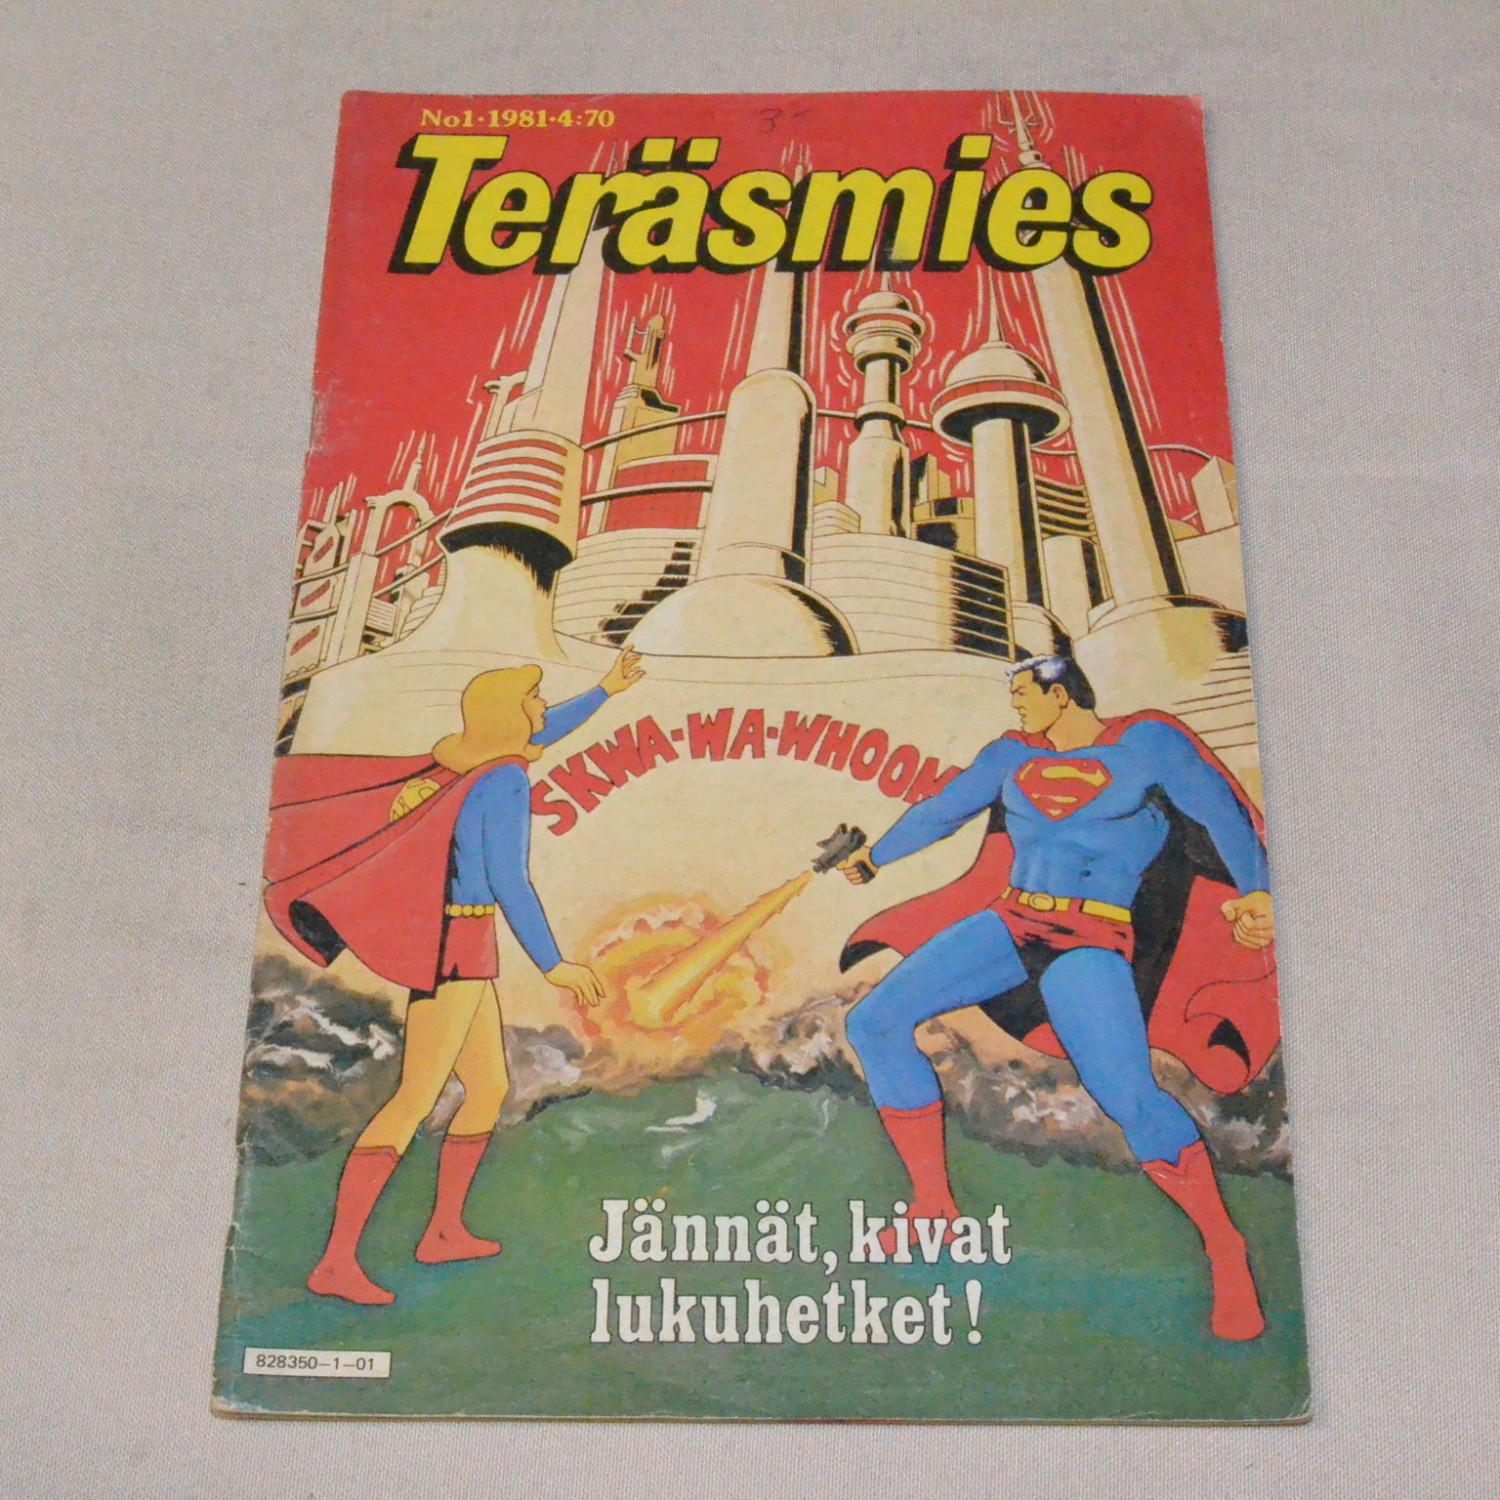 No1·1981·4:70
Teräsmies
SKWA-WA-WHOOM
S
Jännät, kivat
lukuhetket!
828350-1-01